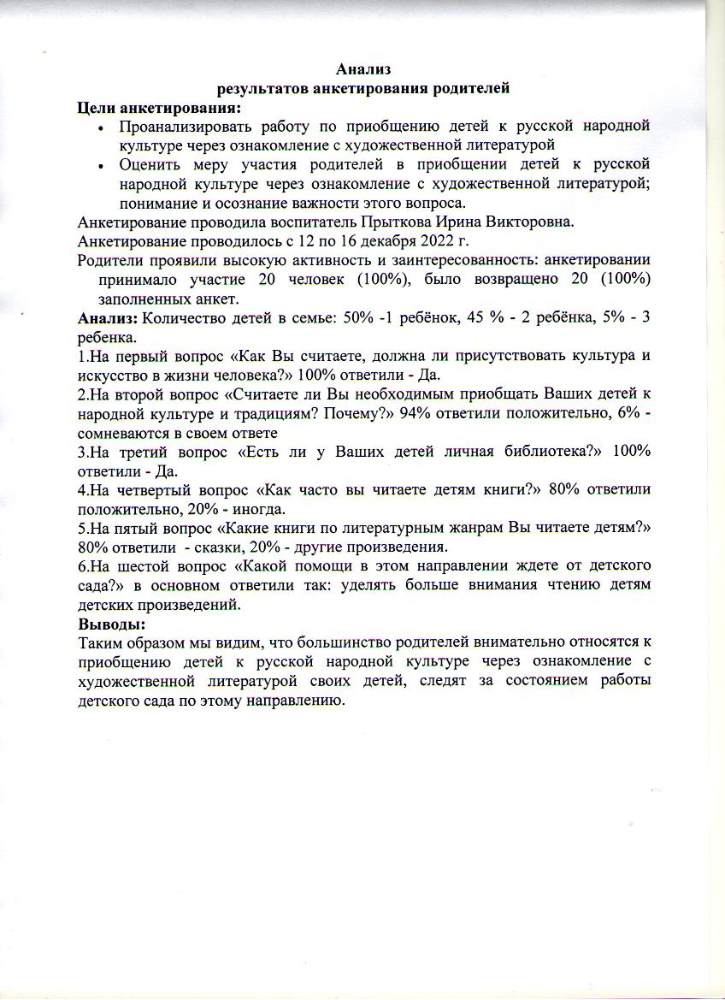 Анализ
результатов анкетирования родителей
Цели анкетирования:
• Проанализировать работу по приобщению детей к русской народной
культуре через ознакомление с художественной литературой
• Оценить меру участия родителей в приобщении детей к русской
народной культуре через ознакомление с художественной литературой;
понимание и осознание важности этого вопроса.
Анкетирование проводила воспитатель Прыткова Ирина Викторовна.
Анкетирование проводилось с 12 по 16 декабря 2022 г.
Родители проявили высокую активность и заинтересованность: анкетировании
принимало участие 20 человек (100%), было возвращено 20 (100%)
заполненных анкет.
Анализ: Количество детей в семье: 50% -1 ребёнок, 45 % - 2 ребёнка, 5% - 3
ребенка.
1.На первый вопрос «Как Вы считаете, должна ли присутствовать культура и
искусство в жизни человека?» 100% ответили - Да.
2.На второй вопрос «Считаете ли Вы необходимым приобщать Ваших детей к
народной культуре и традициям? Почему?» 94% ответили положительно, 6% -
сомневаются в своем ответе
3.На третий вопрос «Есть ли у Ваших детей личная библиотека?» 100%
ответили - Да.
4.На четвертый вопрос «Как часто вы читаете детям книги?» 80% ответили
положительно, 20% - иногда.
5.На пятый вопрос «Какие книги по литературным жанрам Вы читаете детям?»
80% ответили  - сказки, 20% - другие произведения.
6.На шестой вопрос «Какой помощи в этом направлении ждете от детского
сада?» в основном ответили так: уделять больше внимания чтению детям
детских произведений.
Выводы:
Таким образом мы видим, что большинство родителей внимательно относятся к
приобщению детей к русской народной культуре через ознакомление с
художественной литературой своих детей, следят за состоянием работы
детского сада по этому направлению.